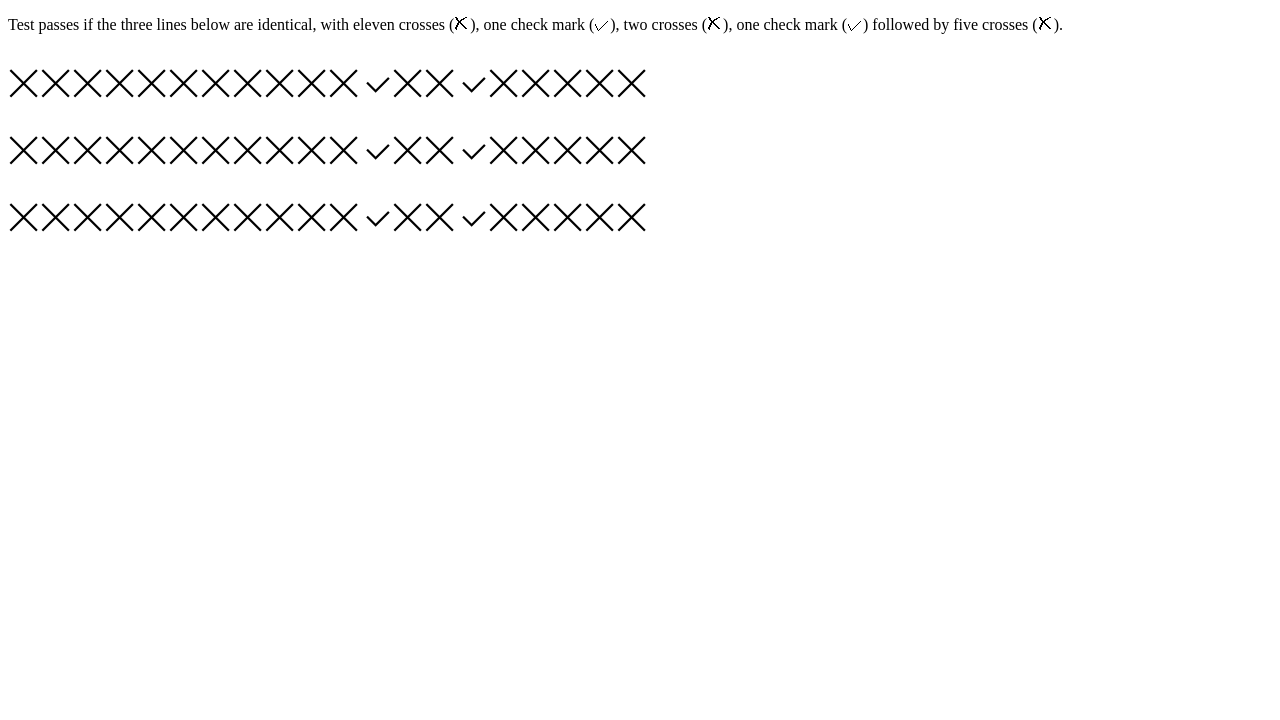 Test passes if the three lines below are identical, with eleven crosses (✗), one check mark (✓), two crosses (✗), one check mark (✓) followed by five crosses (✗).
✕✕✕✕✕✕✕✕✕✕✕✓✕✕✓✕✕✕✕✕
✕✕✕✕✕✕✕✕✕✕✕✓✕✕✓✕✕✕✕✕
✕✕✕✕✕✕✕✕✕✕✕✓✕✕✓✕✕✕✕✕